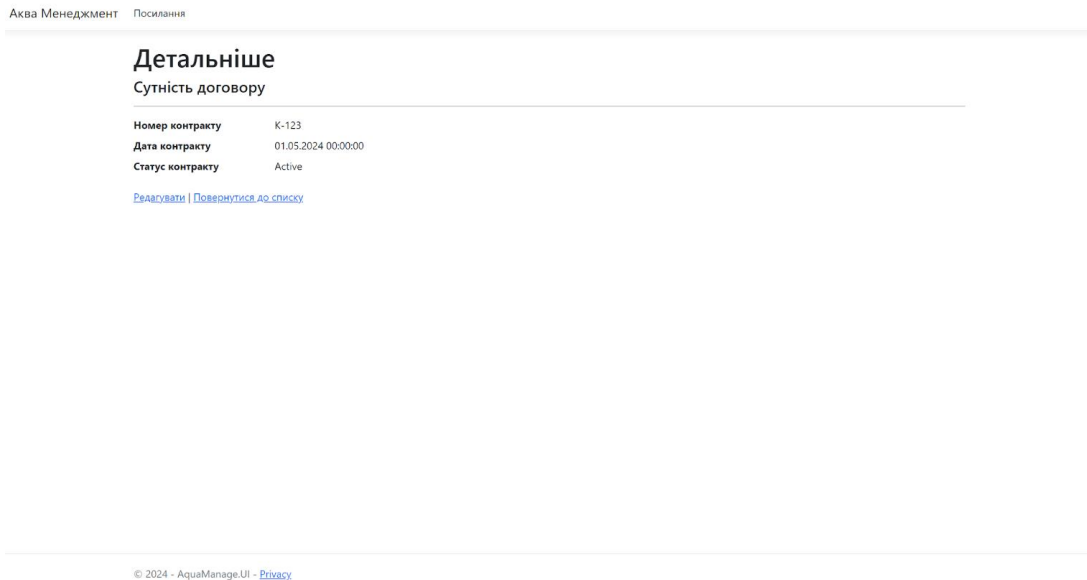 Аква Менеджмент Посилання
Детальніше
Сутність договору
Номер контракту К-123
Дата контракту 01.05.2024 00:00:00
Статус контракту Active
Редагувати | Повернутися до списку
© 2024 - AquaManage.UI - Privacy